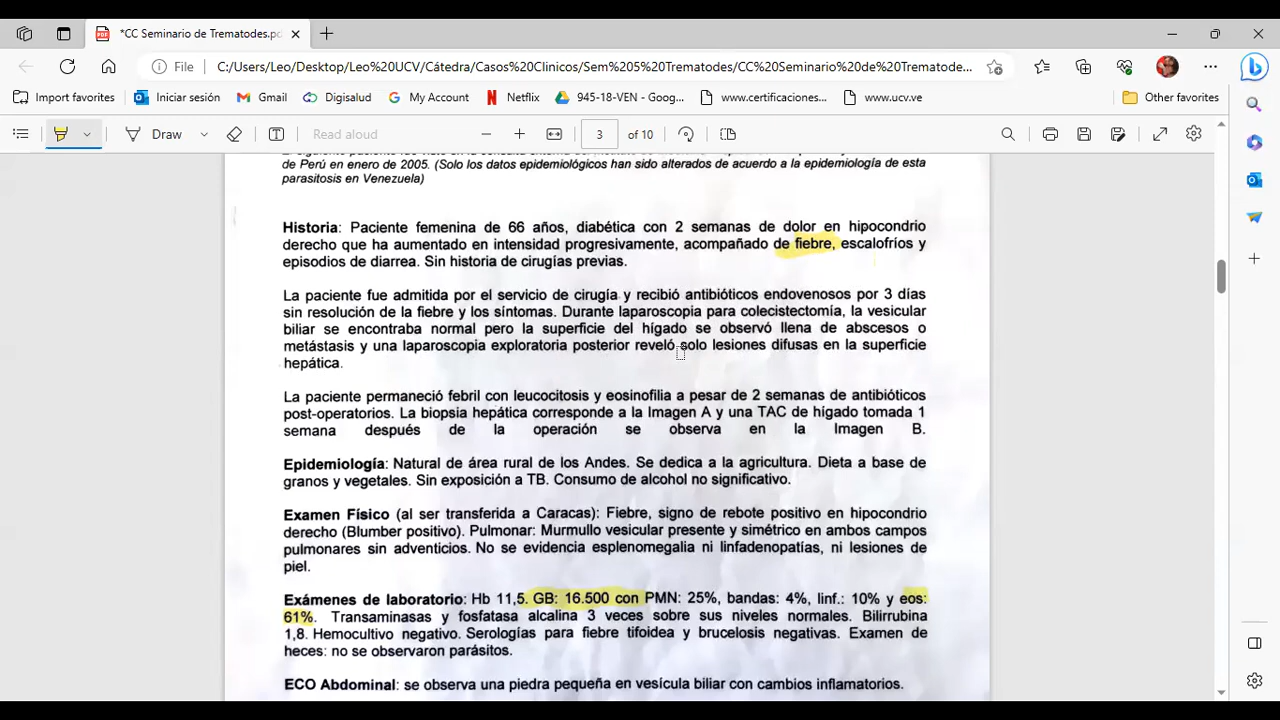 *CC Seminario de Trematodes.pd
File C:/Users/Leo/Desktop/Leo%20UCV/Cátedra/Casos%20Clinicos/Sem%205%20Trematodes/CC%20Seminario%20de%20Trematode...
Import favorites Iniciar sesión Gmail Digisalud My Account Netflix 945-18-VEN - Goog... www.certificaciones... www.ucv.ve Other favorites
Draw Read aloud 3 of 10
de Perú en enero de 2005. (Solo los datos epidemiológicos han sido alterados de acuerdo a la epidemiología de esta
parasitosis en Venezuela)
Historia: Paciente femenina de 66 años, diabética con 2 semanas de dolor en hipocondrio
derecho que ha aumentado en intensidad progresivamente, acompañado de fiebre, escalofríos y
episodios de diarrea. Sin historia de cirugías previas.
La paciente fue admitida por el servicio de cirugía y recibió antibióticos endovenosos por 3 días
sin resolución de la fiebre y los síntomas. Durante laparoscopia para colecistectomía, la vesicular
biliar se encontraba normal pero la superficie del hígado se observó llena de abscesos o
metástasis y una laparoscopia exploratoria posterior reveló solo lesiones difusas en la superficie
hepática.
La paciente permaneció febril con leucocitosis y eosinofilia a pesar de 2 semanas de antibióticos
post-operatorios. La biopsia hepática corresponde a la Imagen A y una TAC de hígado tomada 1
semana después de la operación se observa en la Imagen B.
Epidemiología: Natural de área rural de los Andes. Se dedica a la agricultura. Dieta a base de
granos y vegetales. Sin exposición a TB. Consumo de alcohol no significativo.
Examen Físico (al ser transferida a Caracas): Fiebre, signo de rebote positivo en hipocondrio
derecho (Blumber positivo). Pulmonar: Murmullo vesicular presente y simétrico en ambos campos
pulmonares sin adventicios. No se evidencia esplenomegalia ni linfadenopatías, ni lesiones de
piel.
Exámenes de laboratorio: Hb 11,5. GB: 16.500 con PMN: 25%, bandas: 4%, linf.: 10% y eos:
61%. Transaminasas y fosfatasa alcalina 3 veces sobre sus niveles normales. Bilirrubina
1,8. Hemocultivo negativo. Serologías para fiebre tifoidea y brucelosis negativas. Examen de
heces: no se observaron parásitos.
ECO Abdominal: se observa una piedra pequeña en vesícula biliar con cambios inflamatorios.